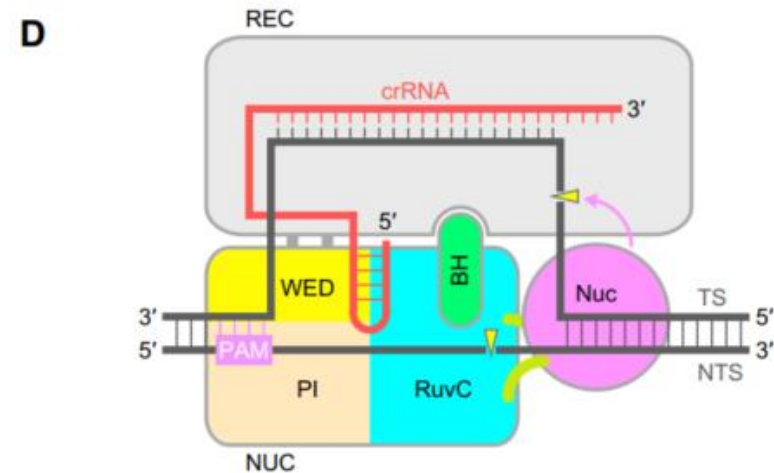 D
REC
crRNA
3′
5′
WED
BH
Nuc
TS
3′
5′
5′
PAM
3′
NTS
PI
RuvC
NUC